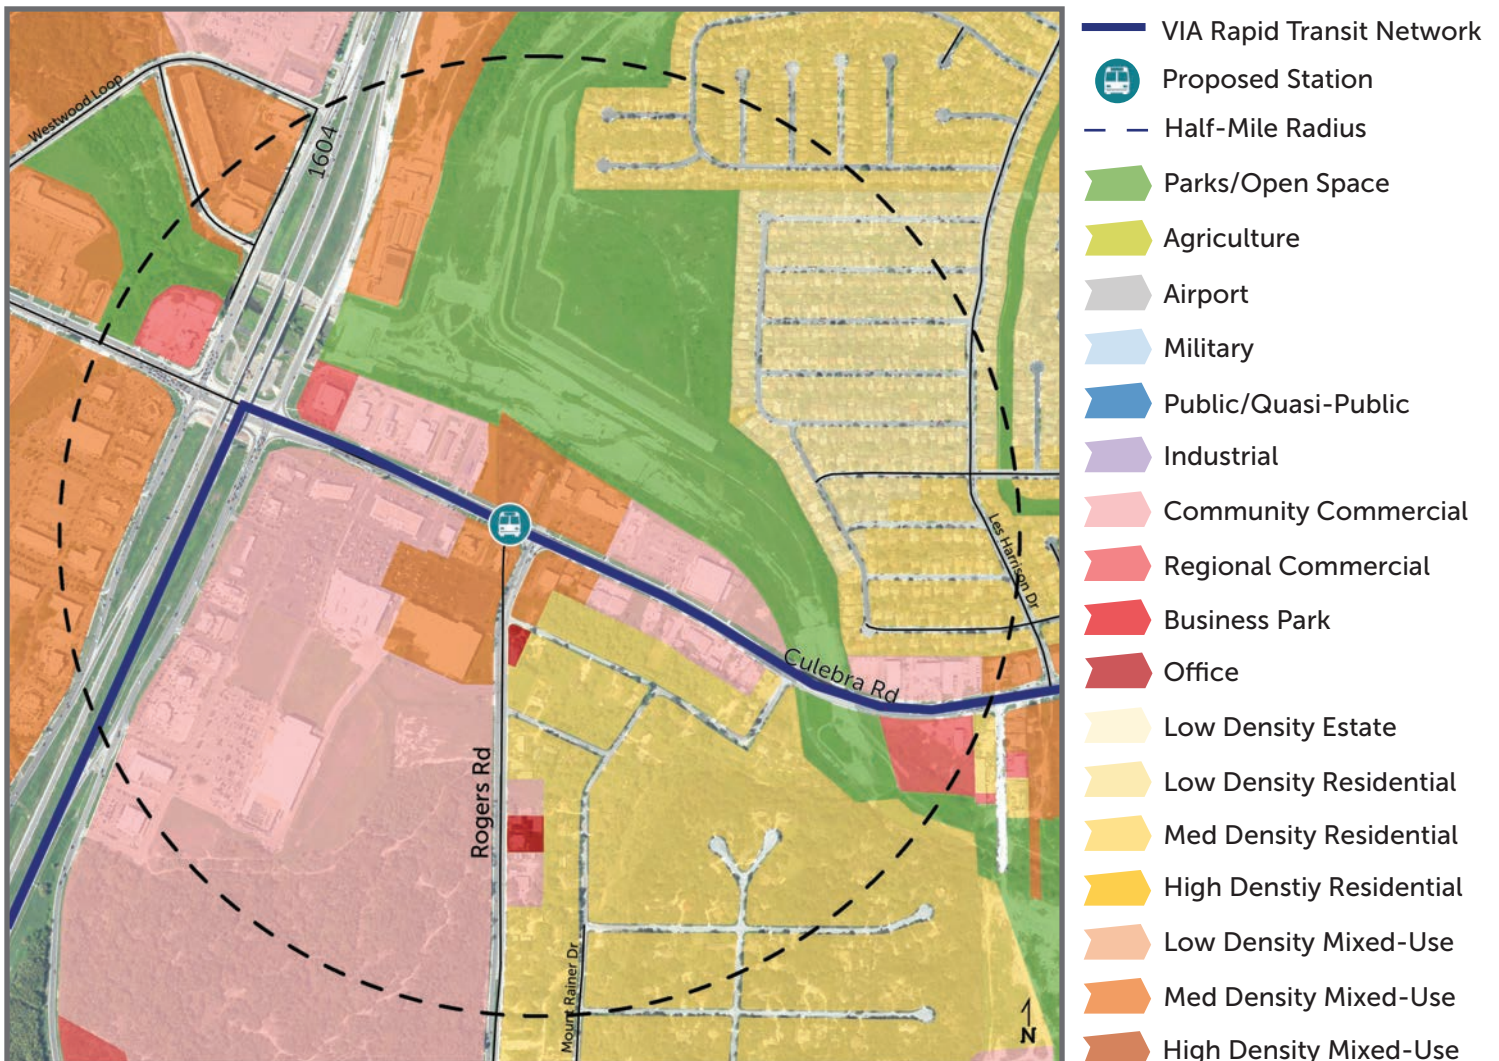 Westwood Loop
1604
Culebra Rd
Les Harrison Dr
Rogers Rd
Mount Rainer Dr
N
VIA Rapid Transit Network
Proposed Station
Half-Mile Radius
Parks/Open Space
Agriculture
Airport
Military
Public/Quasi-Public
Industrial
Community Commercial
Regional Commercial
Business Park
Office
Low Density Estate
Low Density Residential
Med Density Residential
High Denstiy Residential
Low Density Mixed-Use
Med Density Mixed-Use
High Density Mixed-Use